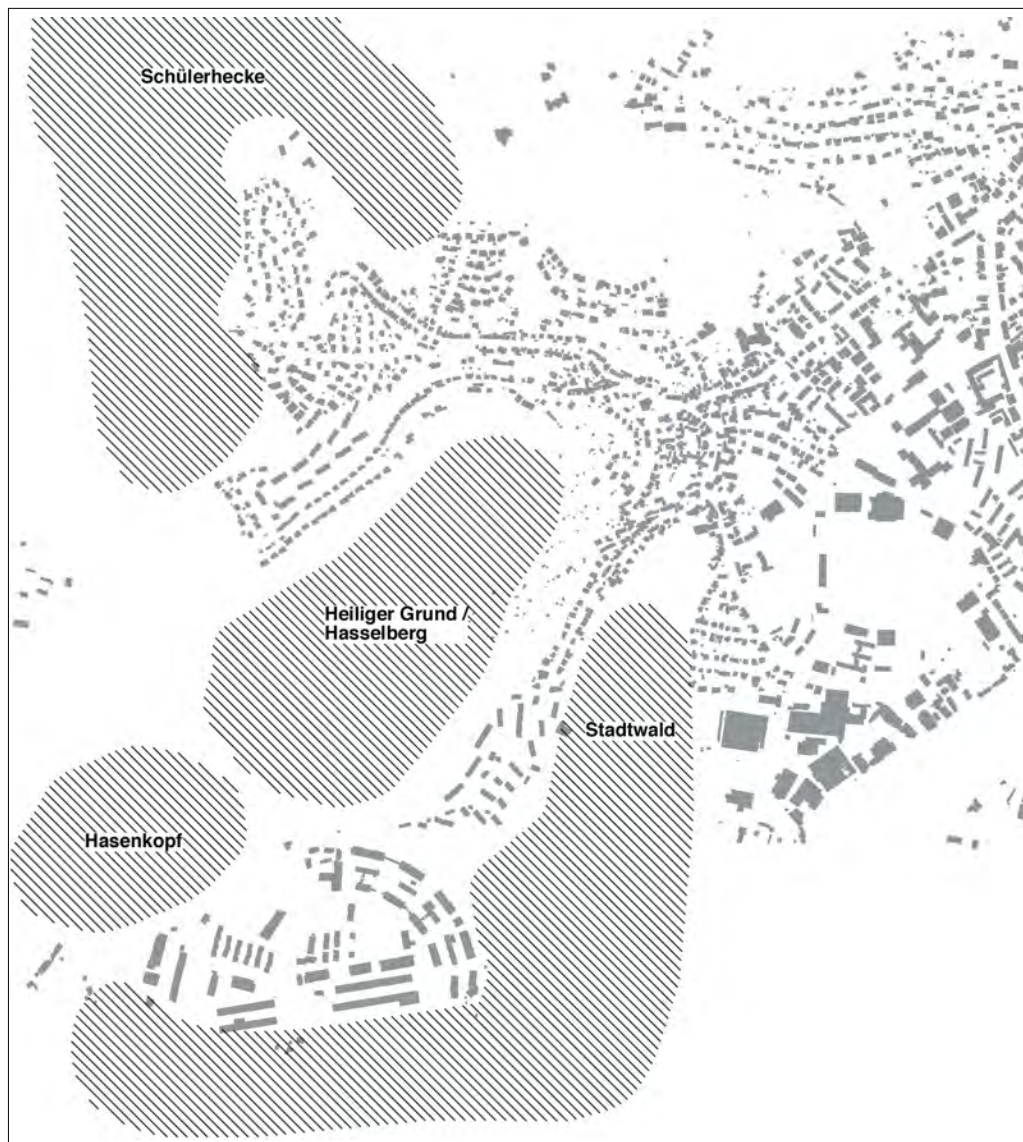 Schülerhecke
Heiliger Grund /
Hasselberg
Stadtwald
Hasenkopf